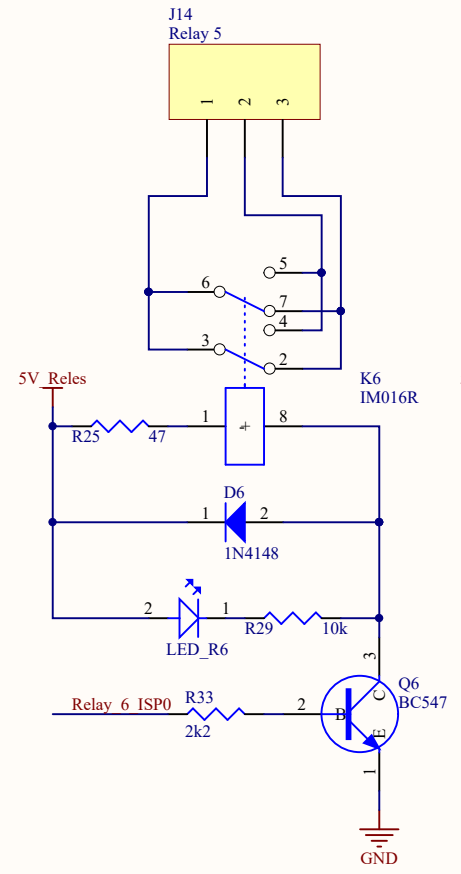 J14
Relay 5
1
2
3
5
6
7
4
3
2
K6
IM016R
5V_Reles
R25
47
1
+
8
D6
1
2
1N4148
2
1
R29
10k
LED_R6
3
Q6
BC547
C
Relay_6_ISP0
R33
2k2
2
B
E
1
GND